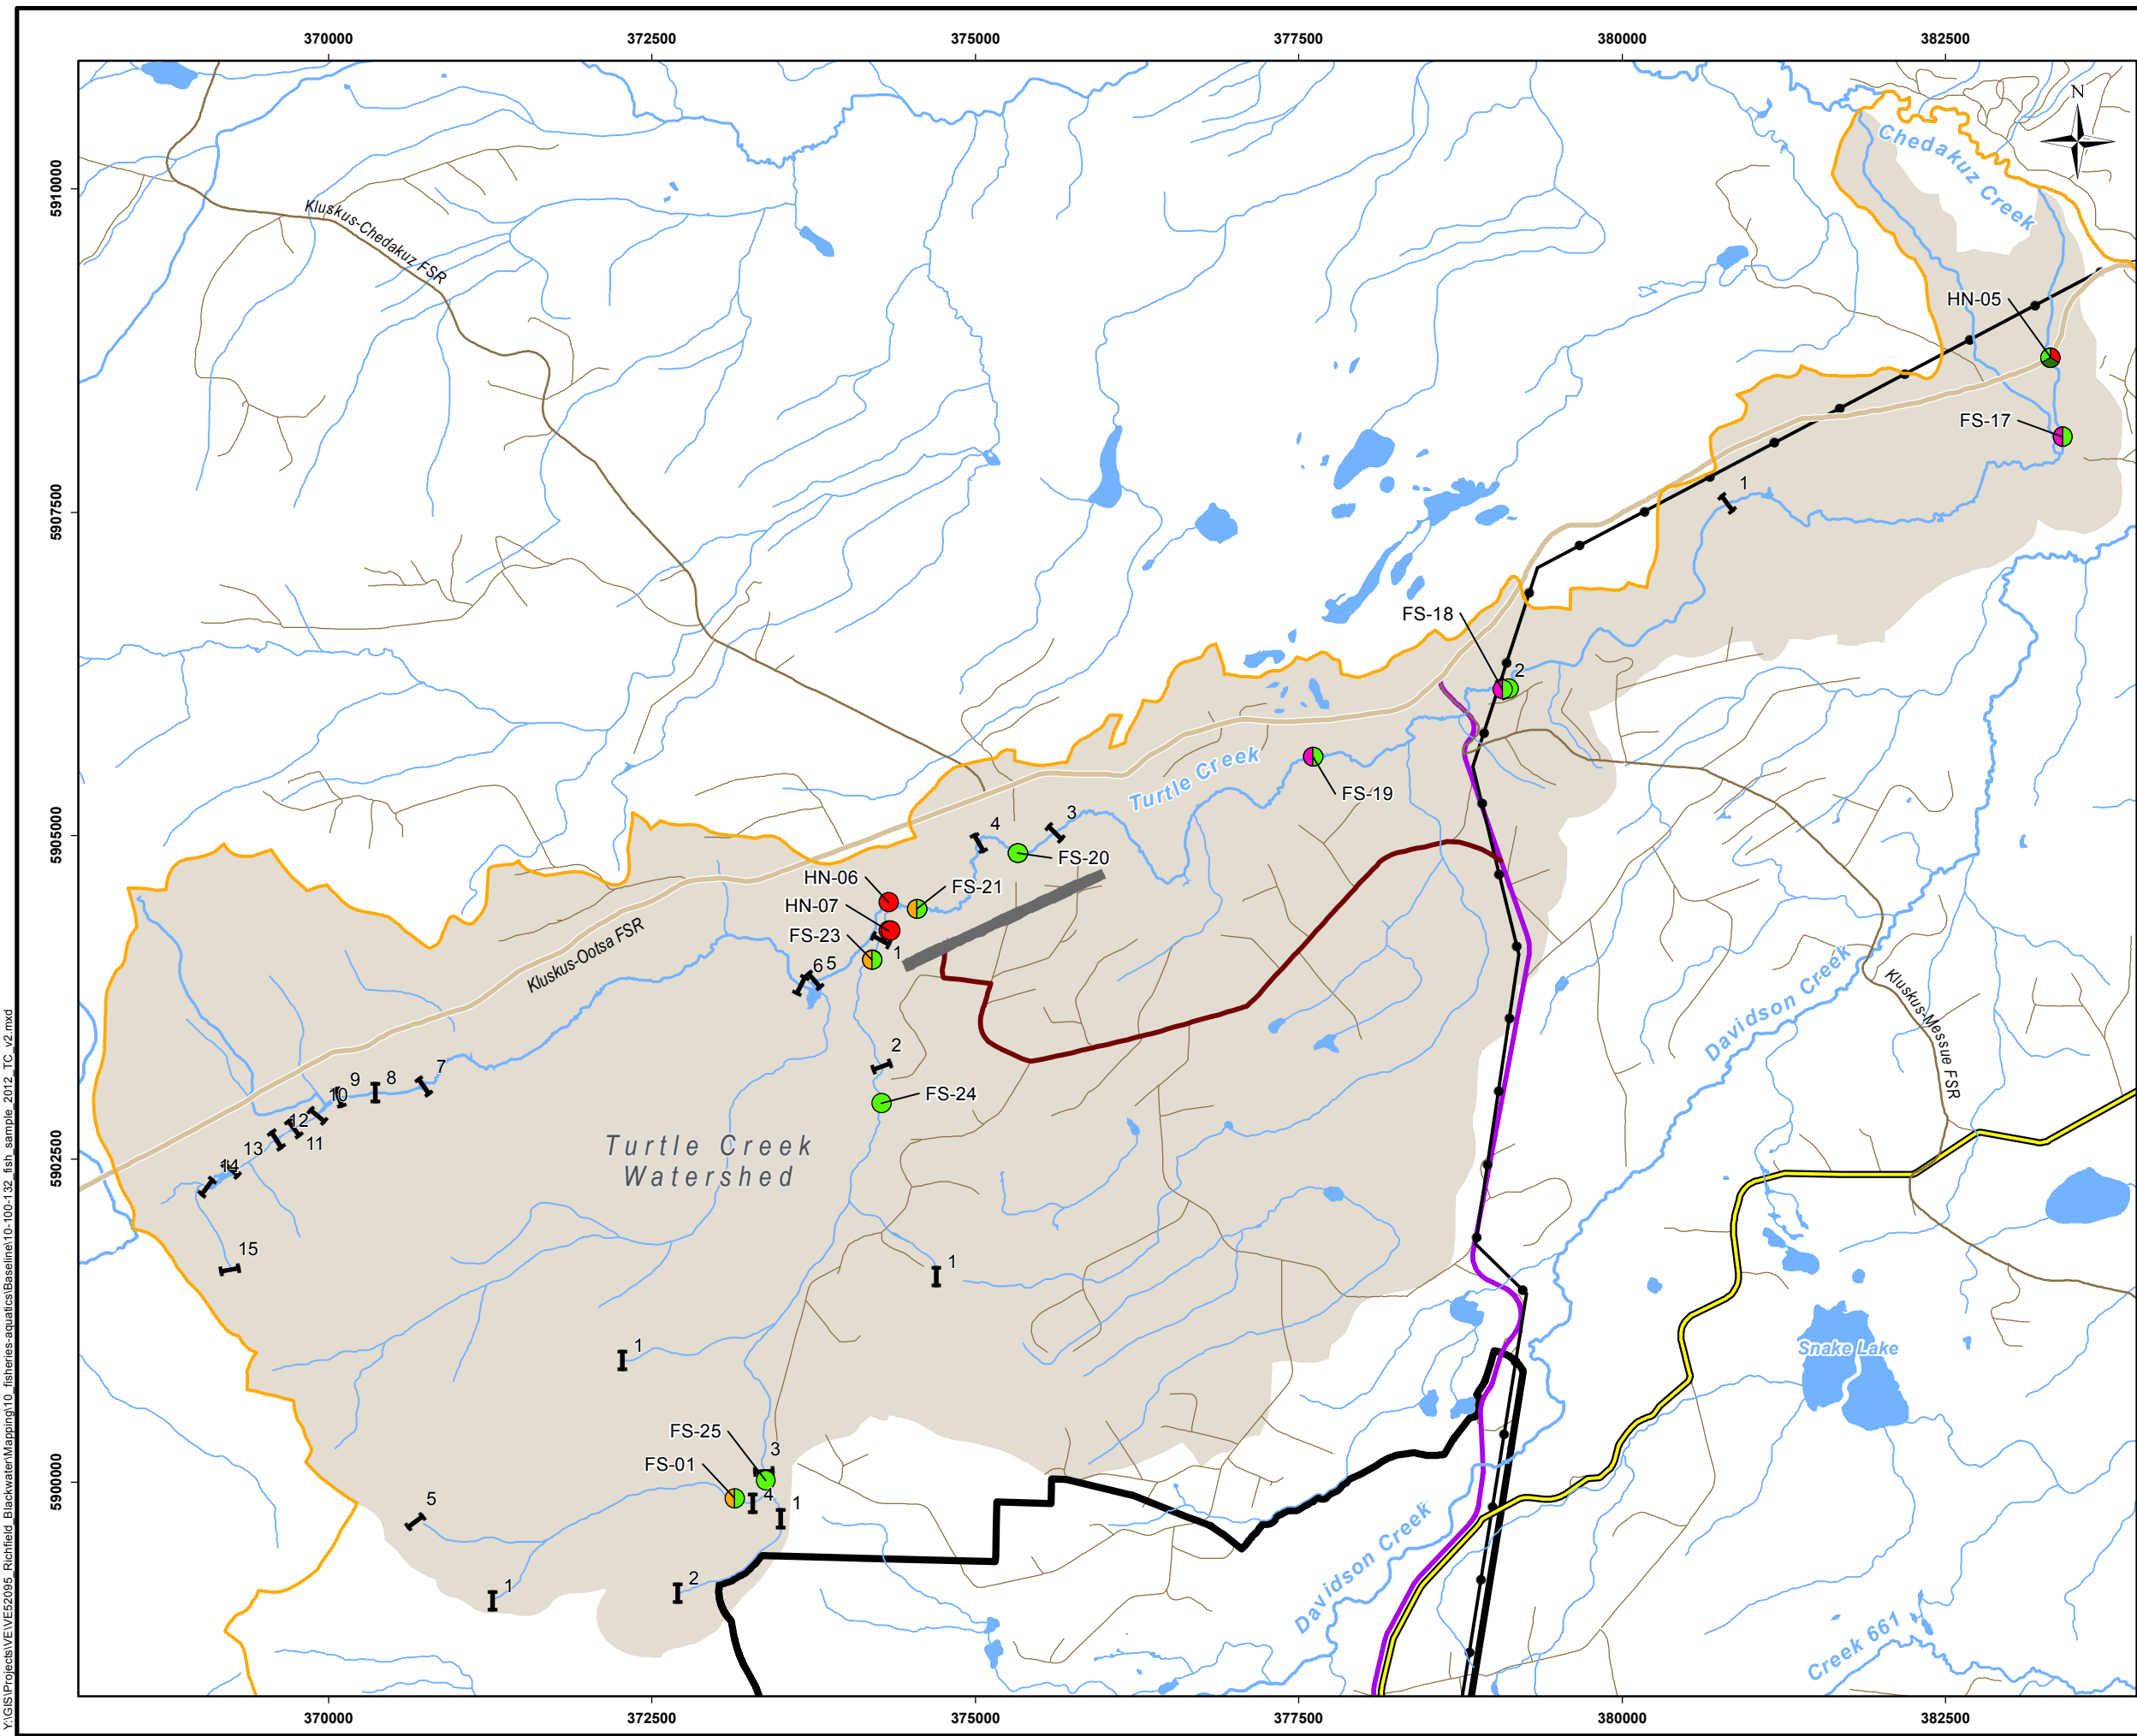 370000 372500 375000 377500 380000 382500
N
Chedakuz Creek
5910000
Kluskus-Chedakuz FSR
HN-05
FS-17
5907500
1
FS-18
2
Turtle Creek
FS-19
5905000
4
3
FS-20
HN-06
FS-21
HN-07
FS-23
1
Kluskus-Ootsa FSR
6 5
Davidson Creek
Kluskus-Messue FSR
2
7
8
9
10
FS-24
12
11
13
14
5902500
Turtle Creek
Watershed
15
1
1
Snake Lake
FS-25
3
FS-01
4
1
5900000
5
Davidson Creek
2
1
Creek 661
370000 372500 375000 377500 380000 382500
Y:\GIS\Projects\VE\VE52095_Richfield_Blackwater\Mapping\10_fisheries-aquatics\Baseline\10-100-132_fish_sample_2012_TC_v2.mxd